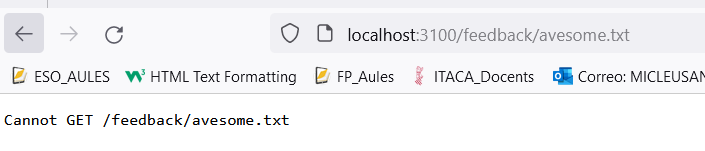 localhost:3100/feedback/avesome.txt
ESO_AULES HTML Text Formatting FP_Aules ITACA_Docents Correo: MICLEUSAN
Cannot GET /feedback/avesome.txt